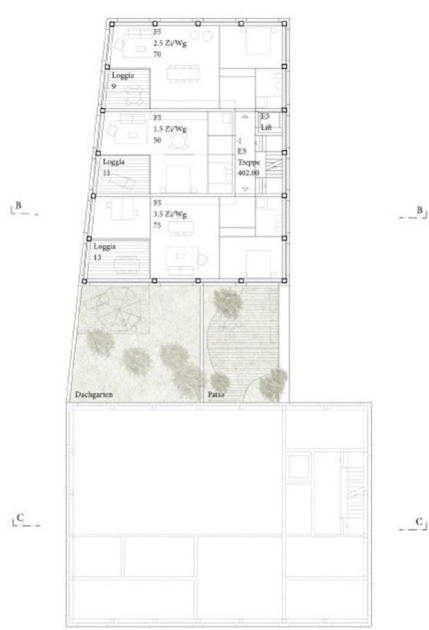 F5
2.5 Zi/Wg
70
Loggia
9
F5
1.5 Zi/Wg
50
E3
Lift
E3
Treppe
402.00
Loggia
11
F5
3.5 Zi/Wg
75
Loggia
13
B
B
Dachgarten
Patio
C
C